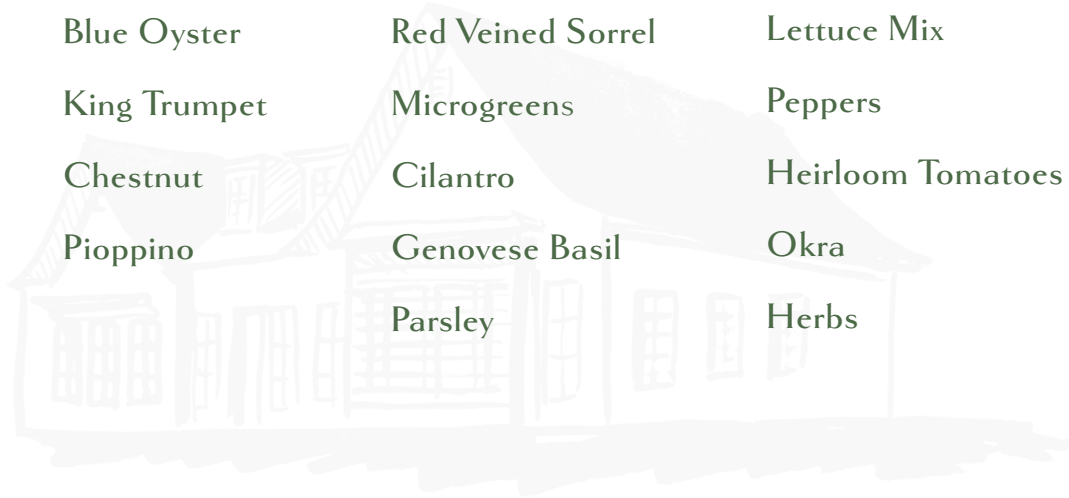 Blue Oyster
King Trumpet
Chestnut
Pioppino
Red Veined Sorrel
Microgreens
Cilantro
Genovese Basil
Parsley
Lettuce Mix
Peppers
Heirloom Tomatoes
Okra
Herbs